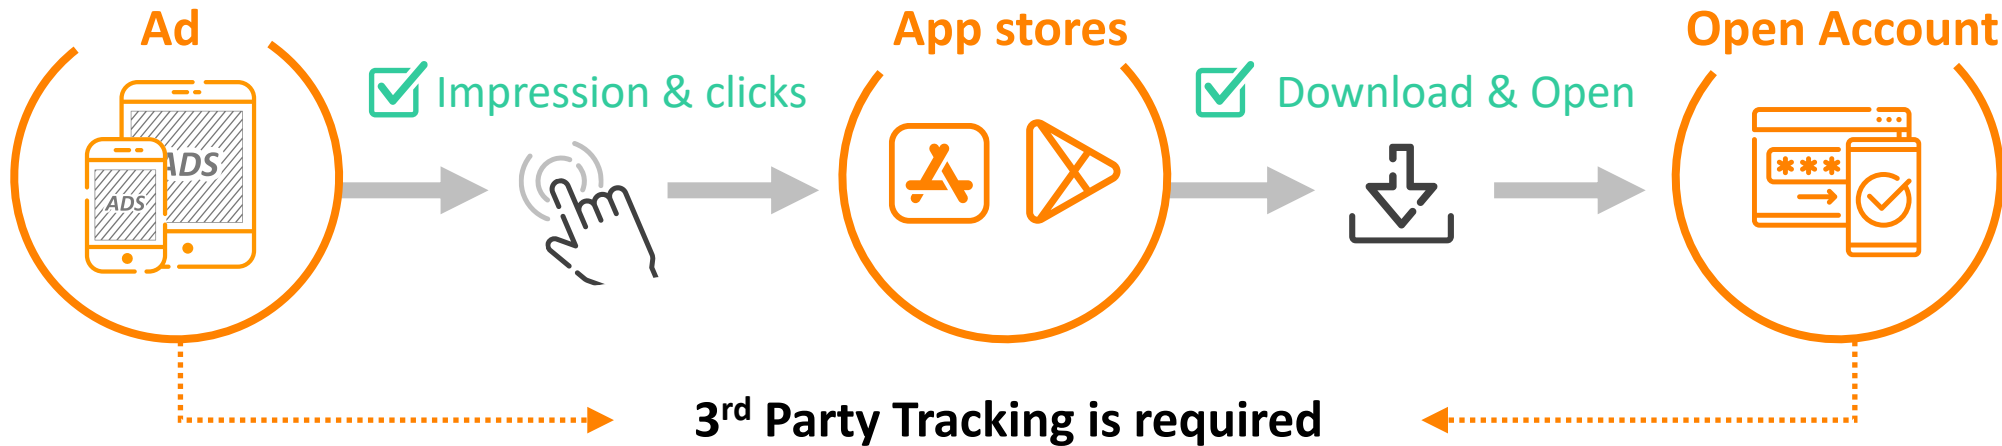 Ad
App stores
Open Account
Impression & clicks
Download & Open
ADS
ADS
***
3rd Party Tracking is required